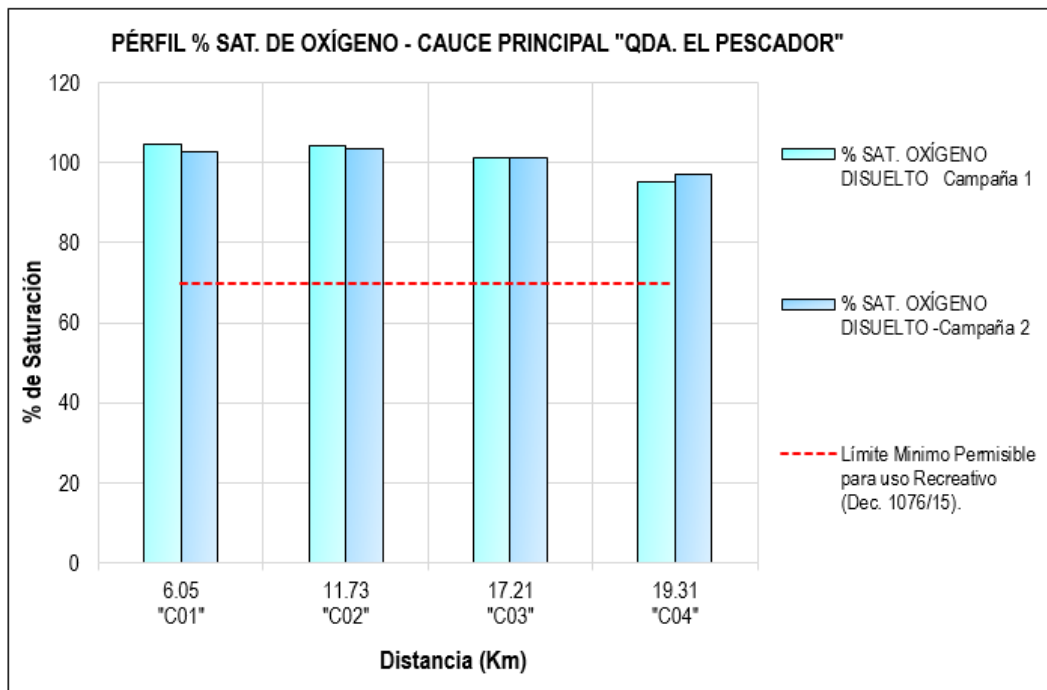 PÉRFIL % SAT. DE OXÍGENO - CAUCE PRINCIPAL "QDA. EL PESCADOR"
120
100
80
60
40
20
0
% de Saturación
6.05
"C01"
11.73
"C02"
17.21
"C03"
19.31
"C04"
Distancia (Km)
% SAT. OXÍGENO
DISUELTO Campaña 1
% SAT. OXÍGENO
DISUELTO -Campaña 2
Límite Minimo Permisible
para uso Recreativo
(Dec. 1076/15).